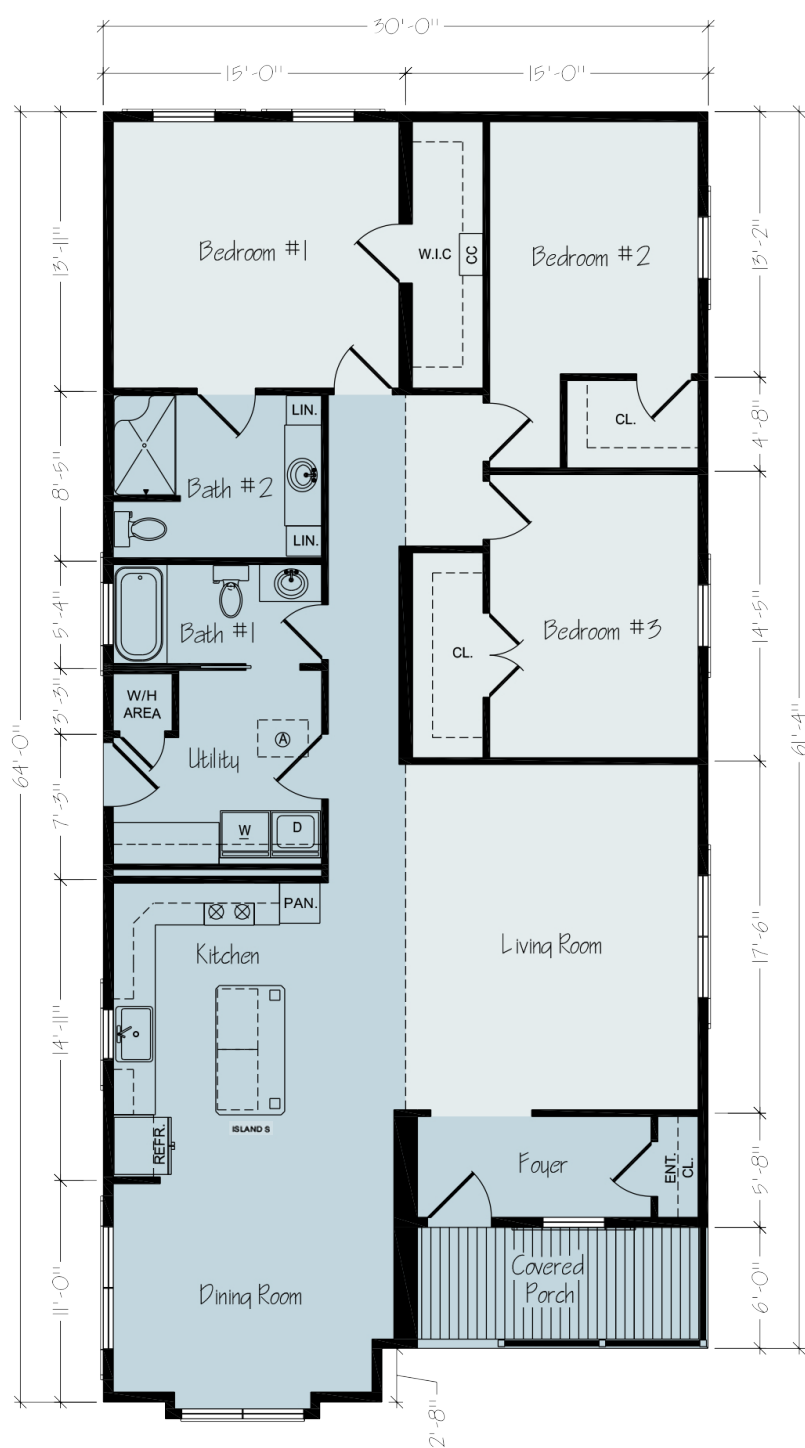 30'-0"
15'-0"
15'-0"
Bedroom #1
W.I.C
CC
Bedroom #2
13'-11"
13'-2"
LIN.
CL.
4'-8"
Bath #2
8'-5"
LIN.
Bath #1
5'-4"
CL.
Bedroom #3
14'-5"
W/H
AREA
3'-3"
A
Utility
64'-0"
61'-4"
7'-3"
W
D
PAN.
Kitchen
Living Room
17'-6"
14'-11"
ISLAND S
REFR.
Foyer
ENT.
CL.
5'-8"
Covered
Porch
Dining Room
11'-0"
6'-0"
2'-8"